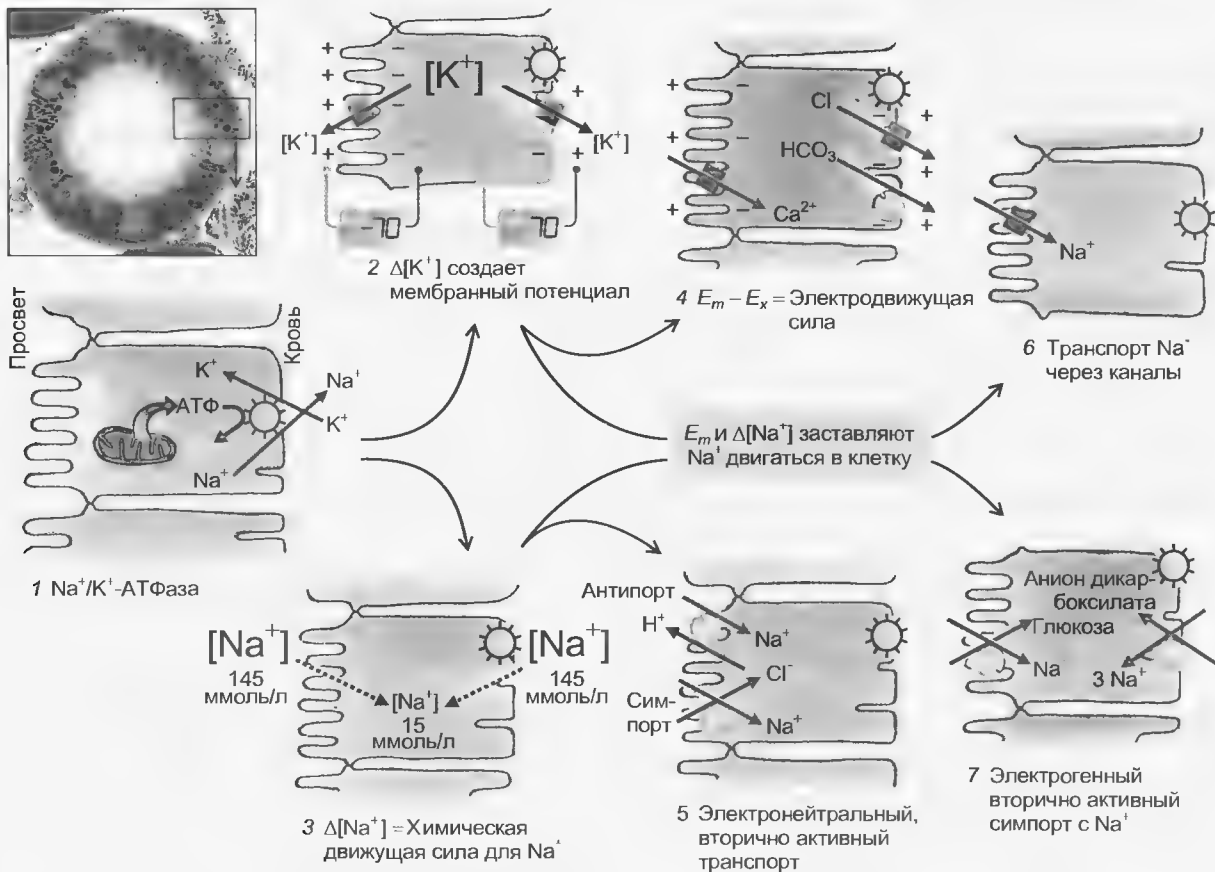 [K⁺]
[K⁺]
[K⁺]
70
70
2 Δ[K⁺] создает
мембранный потенциал
Cl
HCO₃
Ca²⁺
4 Eₘ – Eₓ = Электродвижущая
сила
Na⁺
6 Транспорт Na⁺
через каналы
Просвет
Кровь
K⁺
АТФ
Na⁺
K⁺
Na⁺
1 Na⁺/K⁺-АТФаза
Eₘ и Δ[Na⁺] заставляют
Na⁺ двигаться в клетку
[Na⁺]
145
ммоль/л
[Na⁺]
15
ммоль/л
[Na⁺]
145
ммоль/л
3 Δ[Na⁺] = Химическая
движущая сила для Na⁺
Антипорт
H⁺
Na⁺
Cl⁻
Сим-
порт
Na⁺
5 Электронейтральный,
вторично активный
транспорт
Анион дикар-
боксилата
Глюкоза
Na
3 Na⁺
7 Электрогенный
вторично активный
симпорт с Na⁺